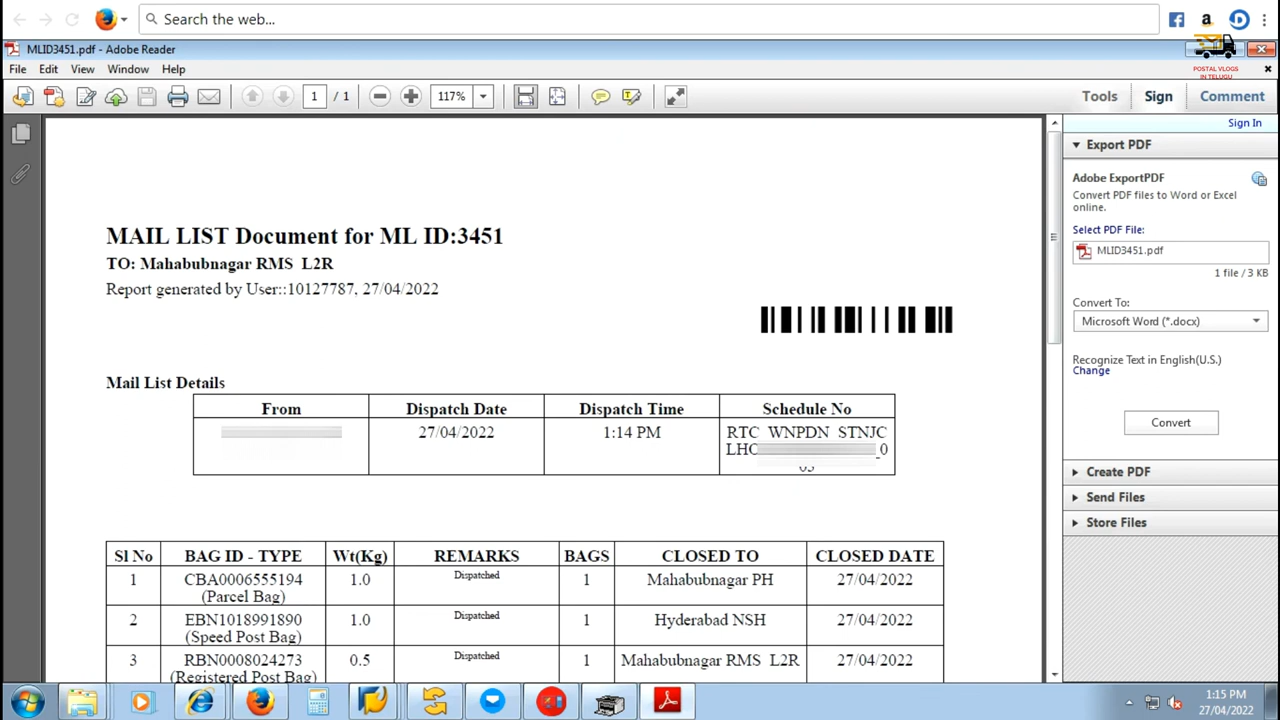 Search the web...
MLID3451.pdf - Adobe Reader
POSTAL VLOGS
IN TELUGU
File Edit View Window Help
1 / 1 117% Tools Sign Comment
Sign In
Export PDF
Adobe ExportPDF
Convert PDF files to Word or Excel
online.
Select PDF File:
MLID3451.pdf
1 file / 3 KB
Convert To:
Microsoft Word (*.docx)
Recognize Text in English(U.S.)
Change
Convert
Create PDF
Send Files
Store Files
MAIL LIST Document for ML ID:3451
TO: Mahabubnagar RMS L2R
Report generated by User::10127787, 27/04/2022
Mail List Details
From Dispatch Date Dispatch Time Schedule No
27/04/2022 1:14 PM RTC WNPDN STNJC
_0
Sl No BAG ID - TYPE Wt(Kg) REMARKS BAGS CLOSED TO CLOSED DATE
1 CBA0006555194 1.0 Dispatched 1 Mahabubnagar PH 27/04/2022
(Parcel Bag)
2 EBN1018991890 1.0 Dispatched 1 Hyderabad NSH 27/04/2022
(Speed Post Bag)
3 RBN0008024273 0.5 Dispatched 1 Mahabubnagar RMS L2R 27/04/2022
(Registered Post Bag)
1:15 PM
27/04/2022